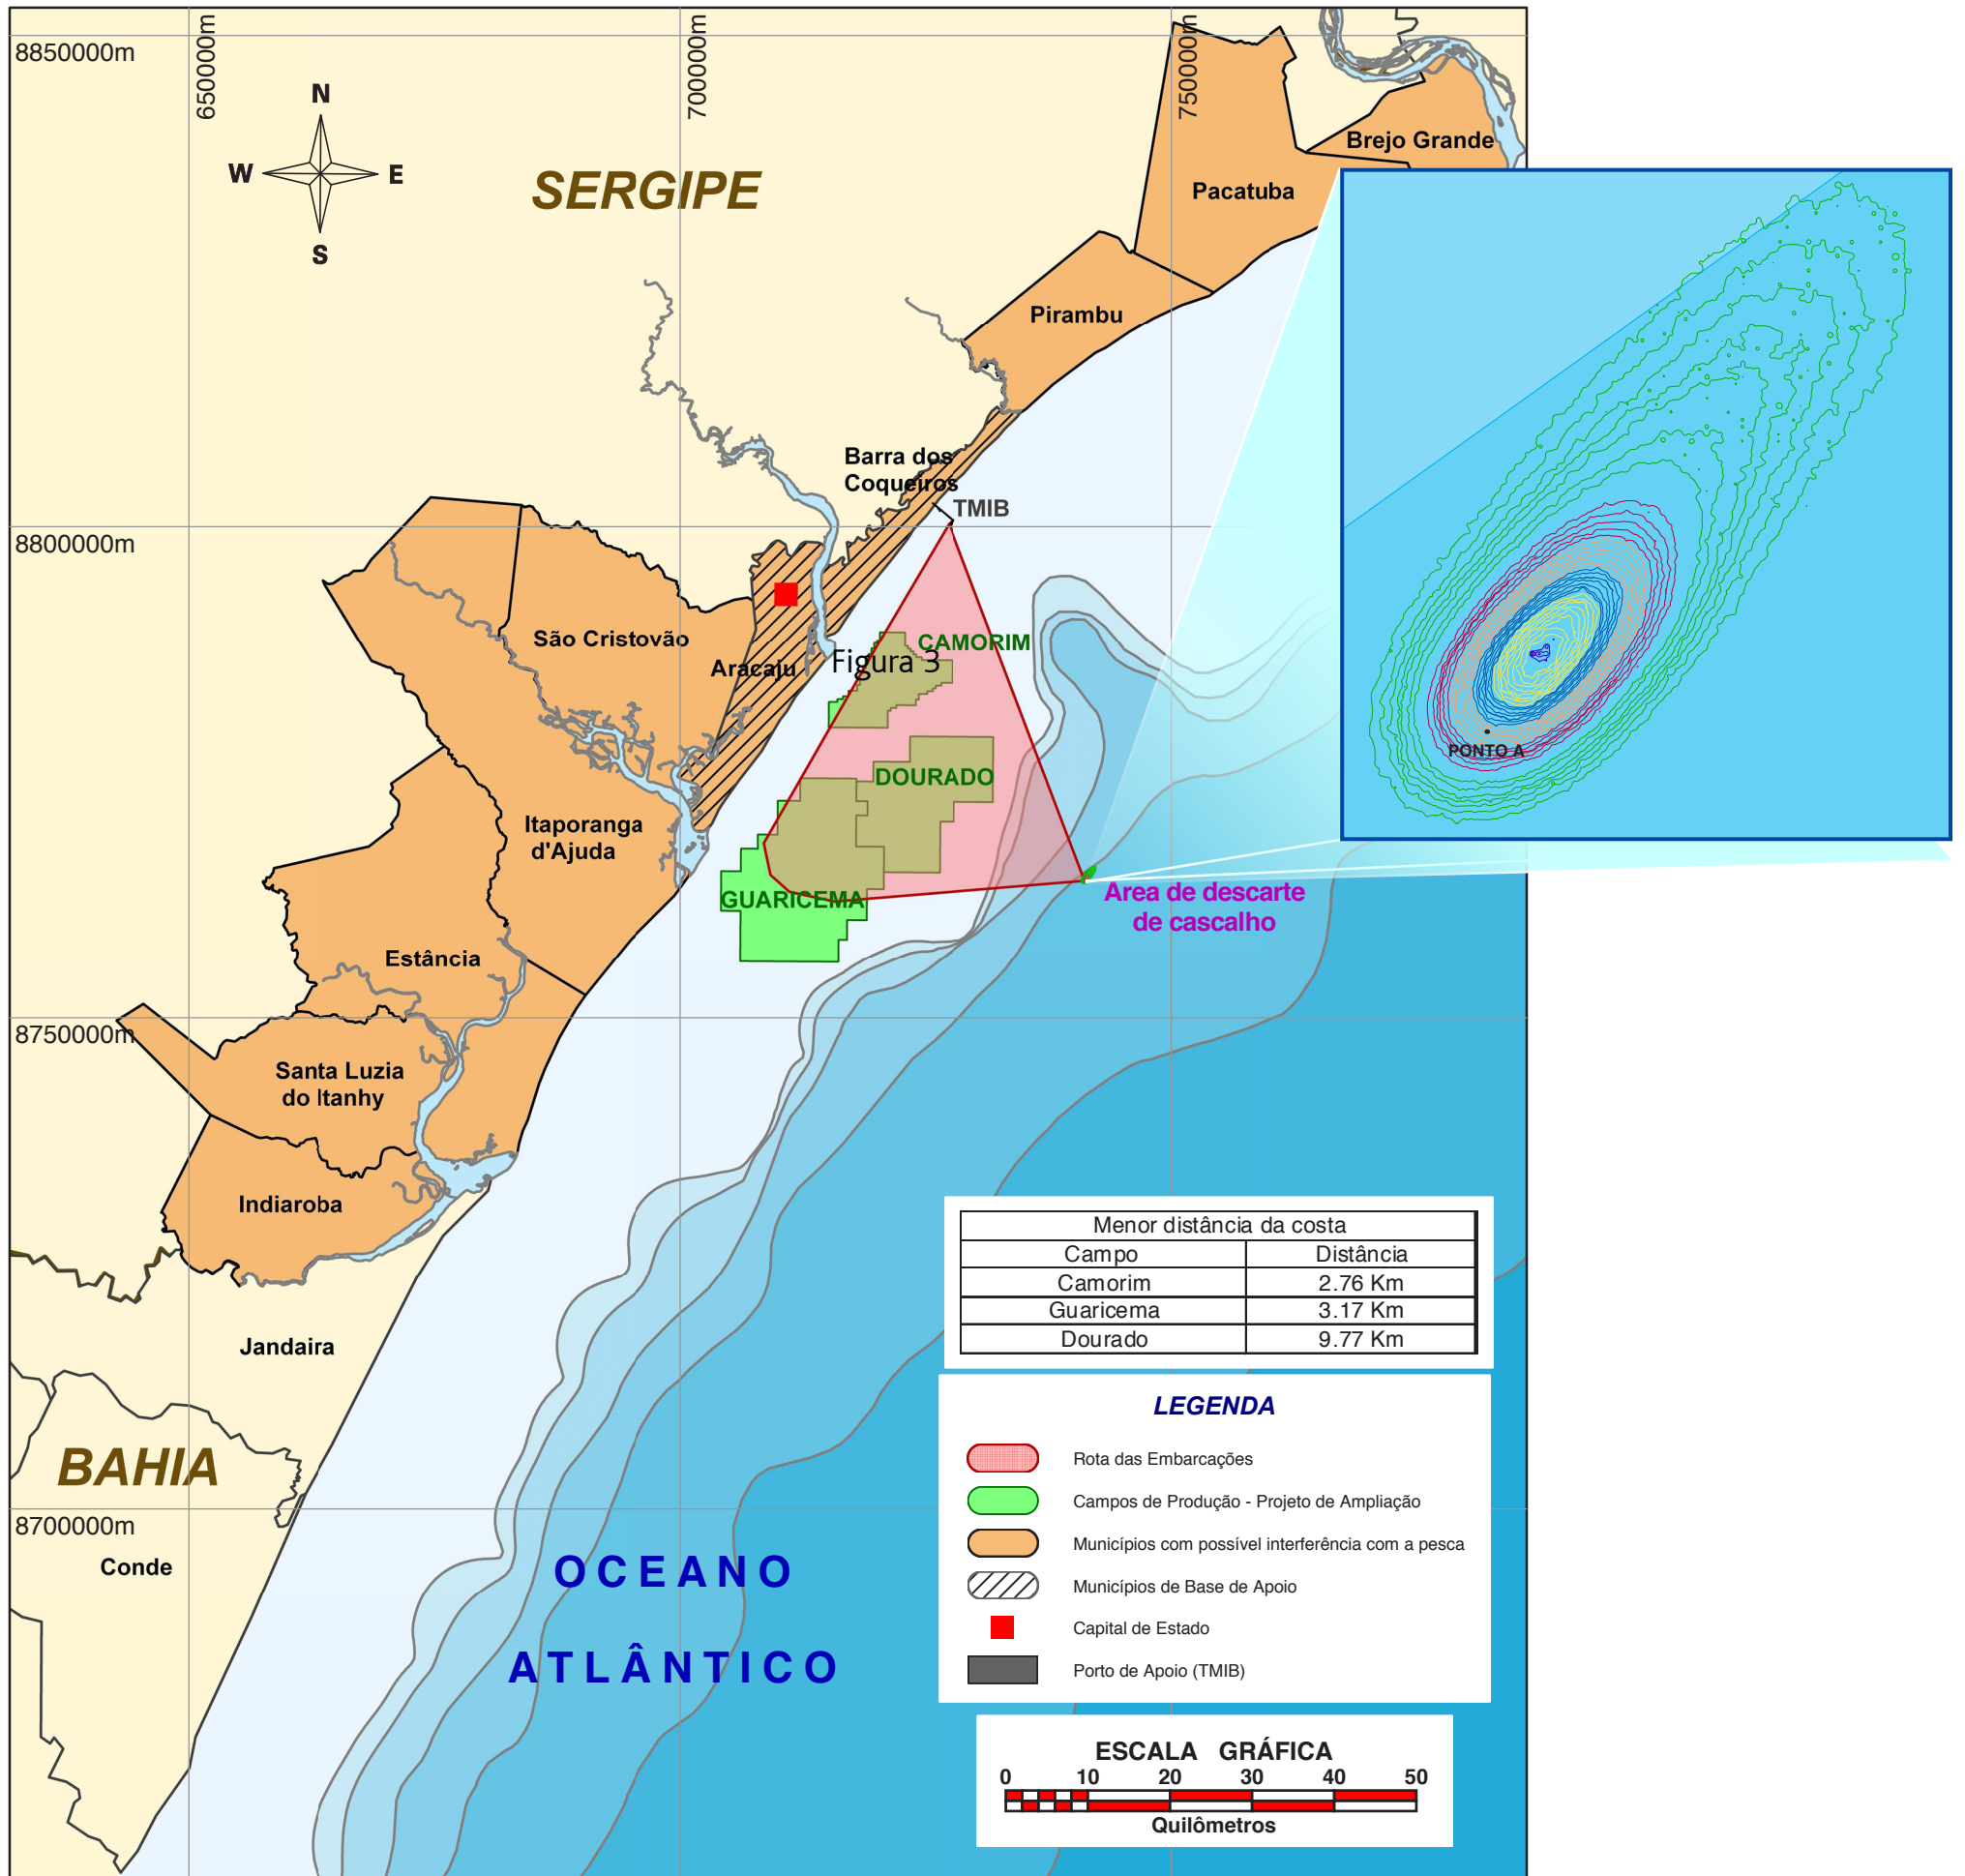 8850000m
650000m
700000m
750000m
N
W
E
S
SERGIPE
Brejo Grande
Pacatuba
Pirambu
Barra dos
Coqueiros
TMIB
8800000m
São Cristovão
CAMORIM
Aracaju
Figura 3
PONTO A
DOURADO
Itaporanga
d'Ajuda
GUARICEMA
Area de descarte
de cascalho
Estância
8750000m
Santa Luzia
do Itanhy
Indiaroba
Jandaira
BAHIA
8700000m
Conde
OCEANO
ATLÂNTICO
Menor distância da costa
Campo Distância
Camorim 2.76 Km
Guaricema 3.17 Km
Dourado 9.77 Km
LEGENDA
Rota das Embarcações
Campos de Produção - Projeto de Ampliação
Municípios com possível interferência com a pesca
Municípios de Base de Apoio
Capital de Estado
Porto de Apoio (TMIB)
ESCALA GRÁFICA
0 10 20 30 40 50
Quilômetros